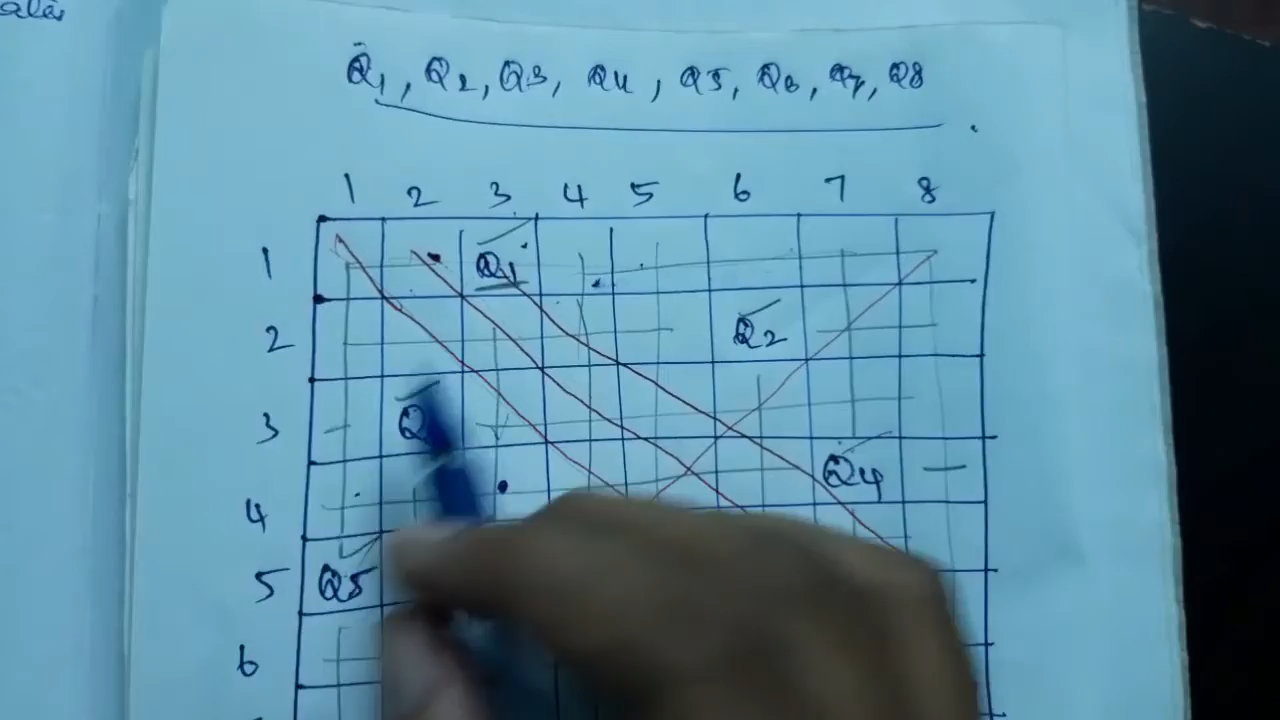 Q1, Q2, Q3, Q4, Q5, Q6, Q7, Q8
1 2 3 4 5 6 7 8
1 Q1
2 Q2
3 Q
4 Q4
5 Q5
6